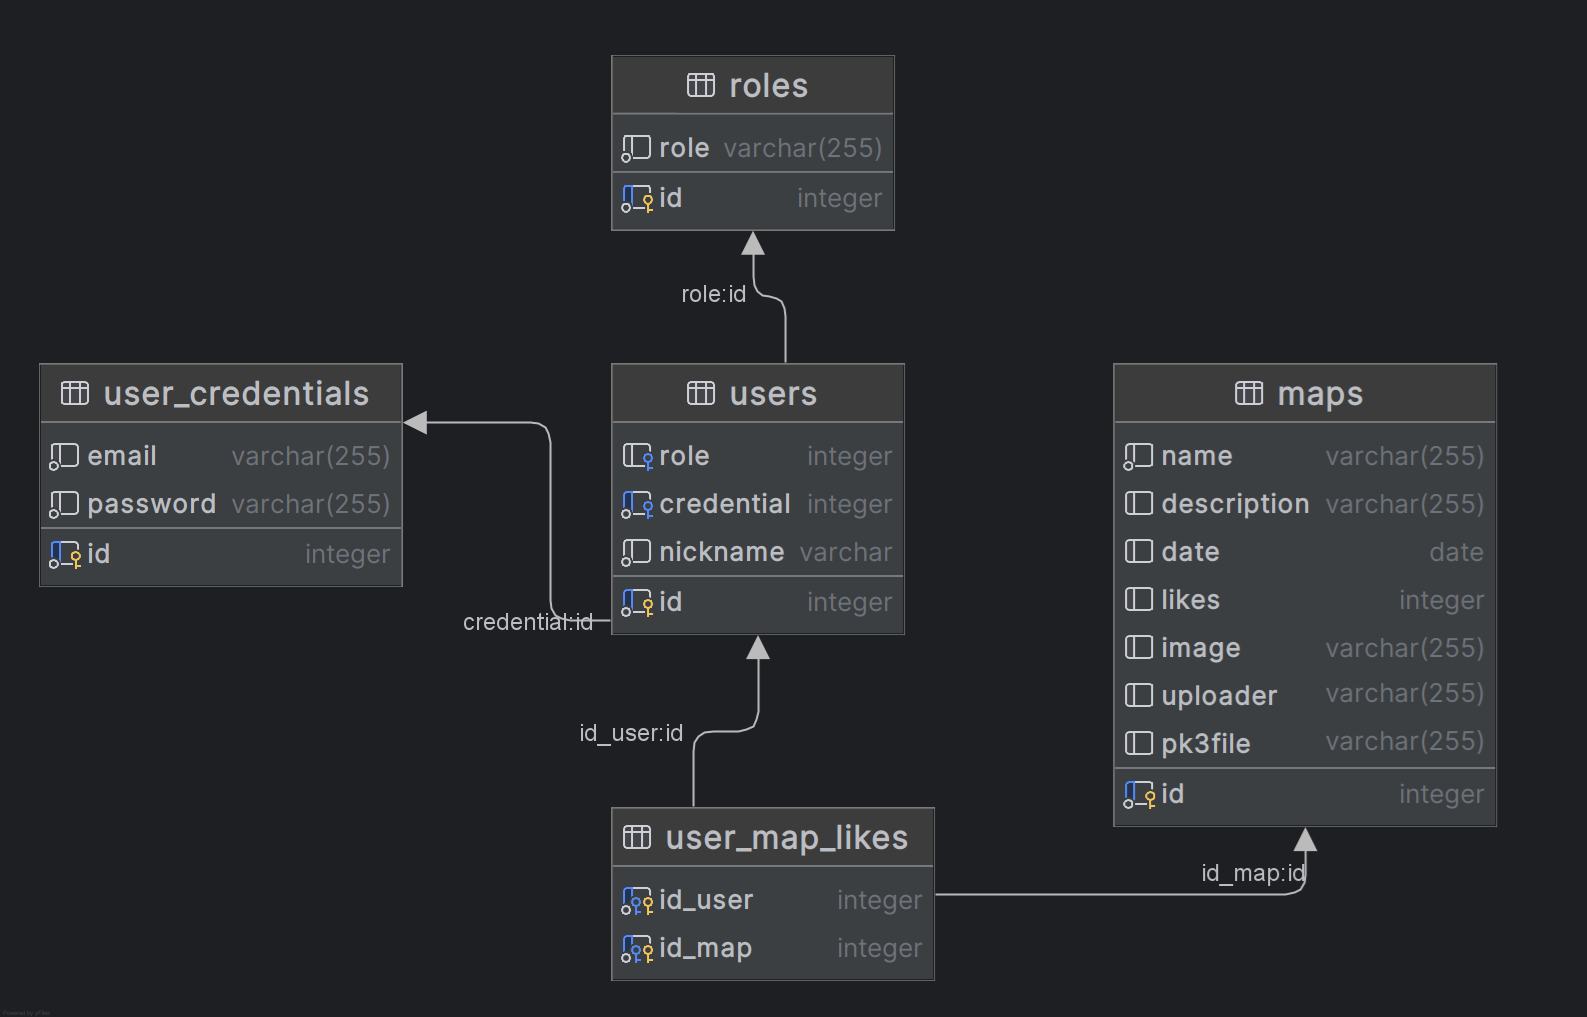 roles
role varchar(255)
id integer
role:id
user_credentials
email varchar(255)
password varchar(255)
id integer
users
role integer
credential integer
nickname varchar
id integer
maps
name varchar(255)
description varchar(255)
date date
likes integer
image varchar(255)
uploader varchar(255)
pk3file varchar(255)
id integer
credential:id
id_user:id
user_map_likes
id_user integer
id_map integer
id_map:id
Powered by yFiles